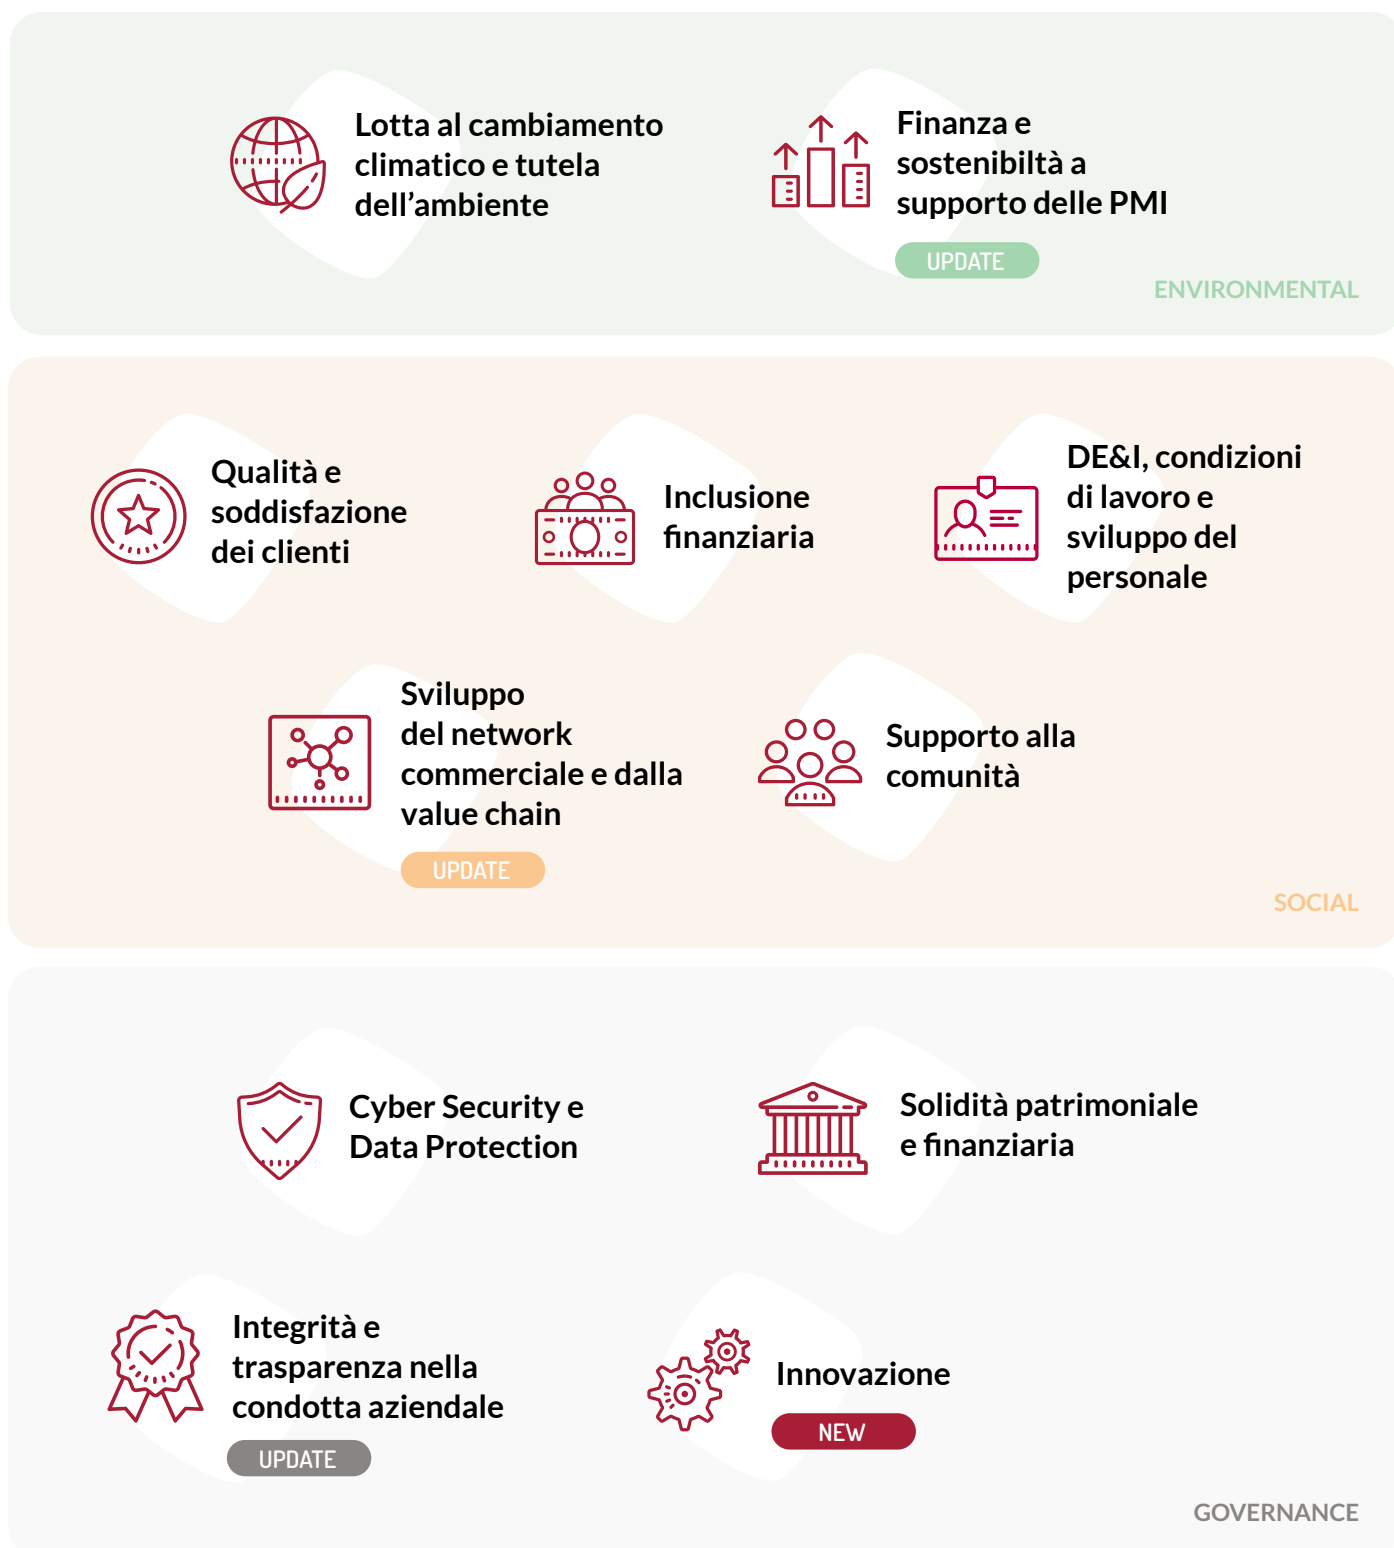 Lotta al cambiamento
climatico e tutela
dell’ambiente
Finanza e
sostenibiltà a
supporto delle PMI
UPDATE
ENVIRONMENTAL
Qualità e
soddisfazione
dei clienti
Inclusione
finanziaria
DE&I, condizioni
di lavoro e
sviluppo del
personale
Sviluppo
del network
commerciale e dalla
value chain
UPDATE
Supporto alla
comunità
SOCIAL
Cyber Security e
Data Protection
Solidità patrimoniale
e finanziaria
Integrità e
trasparenza nella
condotta aziendale
UPDATE
Innovazione
NEW
GOVERNANCE